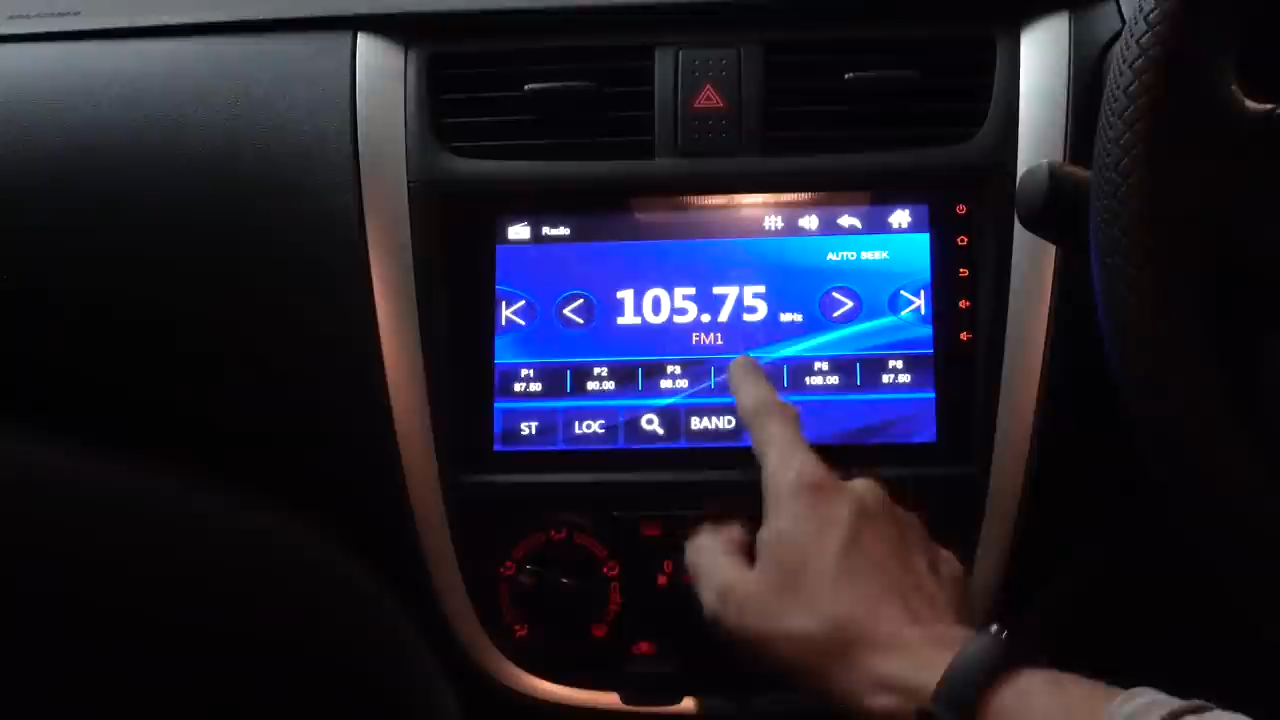 Radio
AUTO SEEK
105.75 MHz
FM1
P1 P2 P3 P5 P6
87.50 90.00 98.00 108.00 87.50
ST LOC BAND
0